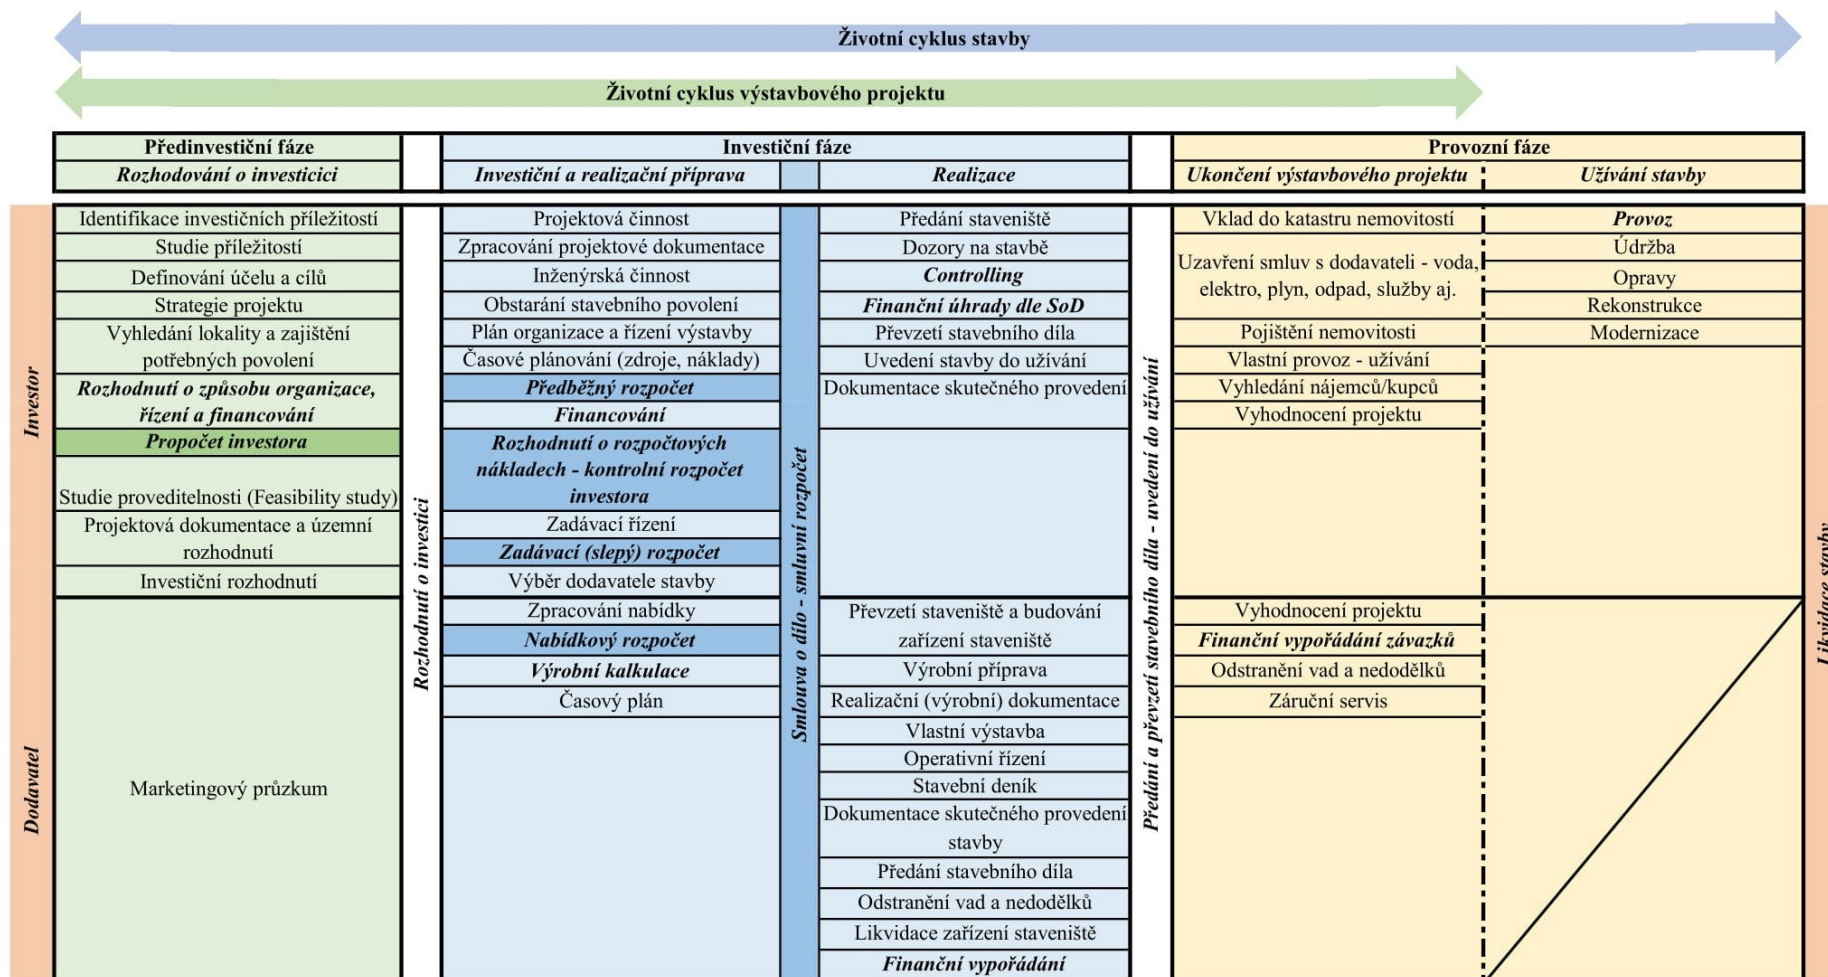 Životní cyklus stavby
Životní cyklus výstavbového projektu
Předinvestiční fáze
Investiční fáze
Provozní fáze
Rozhodování o investicici
Investiční a realizační příprava
Realizace
Ukončení výstavbového projektu
Užívání stavby
Investor
Identifikace investičních příležitostí
Studie příležitostí
Definování účelu a cílů
Strategie projektu
Vyhledání lokality a zajištění
potřebných povolení
Rozhodnutí o způsobu organizace,
řízení a financování
Propočet investora
Studie proveditelnosti (Feasibility study)
Projektová dokumentace a územní
rozhodnutí
Investiční rozhodnutí
Dodavatel
Marketingový průzkum
Rozhodnutí o investici
Projektová činnost
Zpracování projektové dokumentace
Inženýrská činnost
Obstarání stavebního povolení
Plán organizace a řízení výstavby
Časové plánování (zdroje, náklady)
Předběžný rozpočet
Financování
Rozhodnutí o rozpočtových
nákladech - kontrolní rozpočet
investora
Zadávací řízení
Zadávací (slepý) rozpočet
Výběr dodavatele stavby
Zpracování nabídky
Nabídkový rozpočet
Výrobní kalkulace
Časový plán
Smlouva o dílo - smluvní rozpočet
Předání staveniště
Dozory na stavbě
Controlling
Finanční úhrady dle SoD
Převzetí stavebního díla
Uvedení stavby do užívání
Dokumentace skutečného provedení
Převzetí staveniště a budování
zařízení staveniště
Výrobní příprava
Realizační (výrobní) dokumentace
Vlastní výstavba
Operativní řízení
Stavební deník
Dokumentace skutečného provedení
stavby
Předání stavebního díla
Odstranění vad a nedodělků
Likvidace zařízení staveniště
Finanční vypořádání
Předání a převzetí stavebního díla - uvedení do užívání
Vklad do katastru nemovitostí
Uzavření smluv s dodavateli - voda,
elektro, plyn, odpad, služby aj.
Pojištění nemovitosti
Vlastní provoz - užívání
Vyhledání nájemců/kupců
Vyhodnocení projektu
Vyhodnocení projektu
Finanční vypořádání závazků
Odstranění vad a nedodělků
Záruční servis
Provoz
Údržba
Opravy
Rekonstrukce
Modernizace
Likvidace stavby